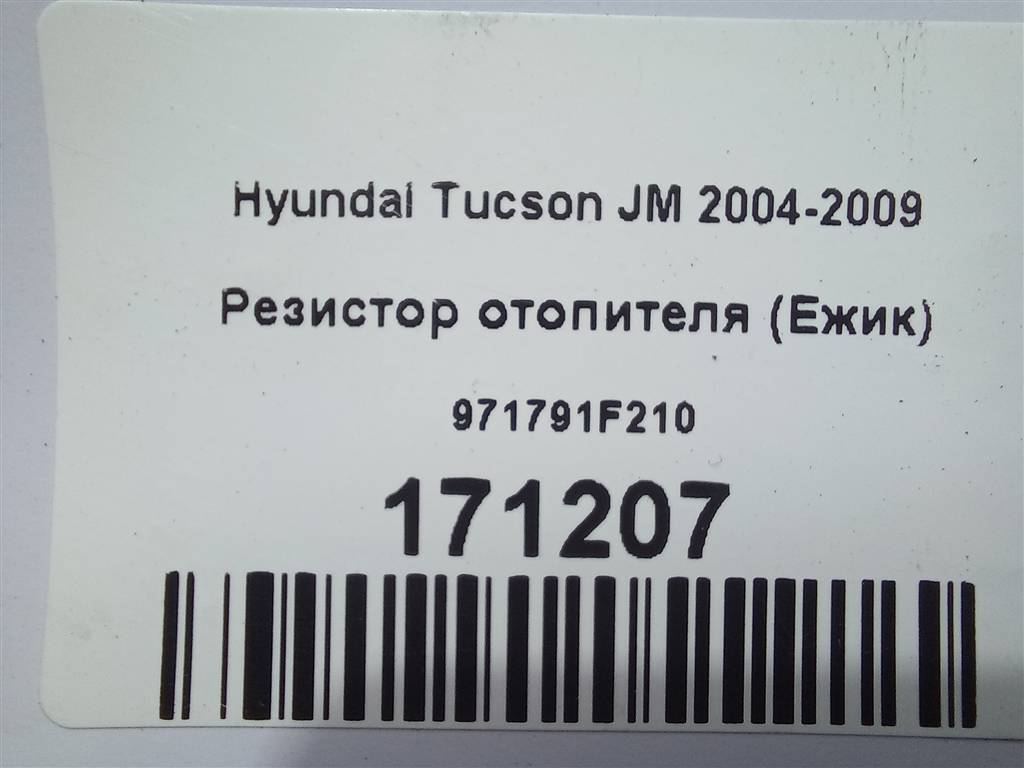 Hyundai Tucson JM 2004-2009
Резистор отопителя (Ежик)
971791F210
171207